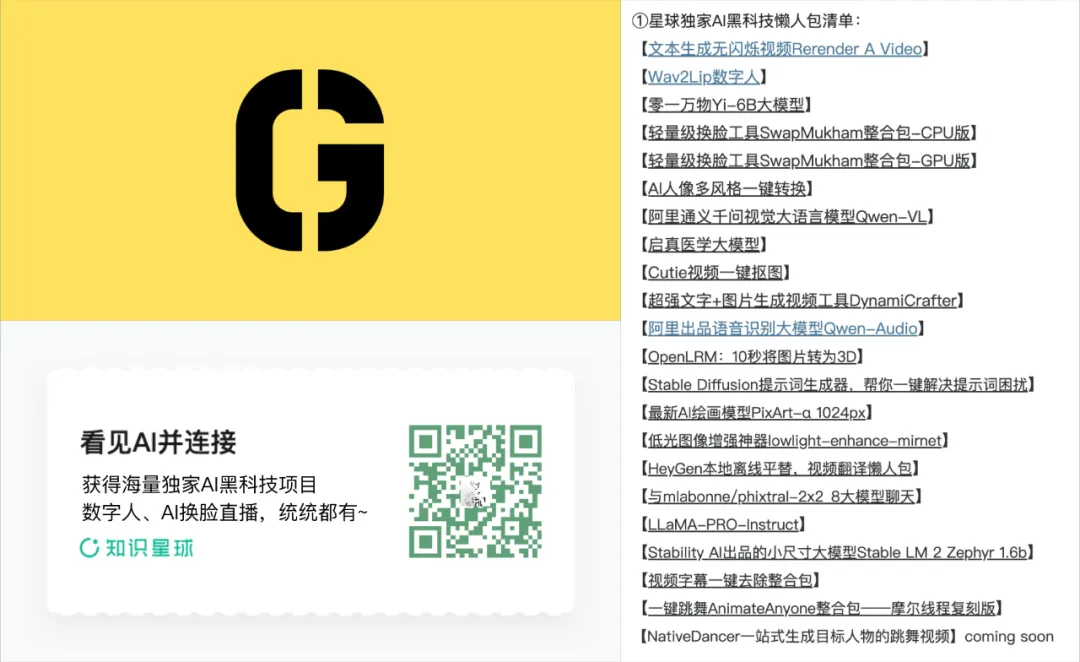 G
看见AI并连接
获得海量独家AI黑科技项目
数字人、AI换脸直播，统统都有~
知识星球
①星球独家AI黑科技懒人包清单：
【文本生成无闪烁视频Rerender A Video】
【Wav2Lip数字人】
【零一万物Yi-6B大模型】
【轻量级换脸工具SwapMukham整合包-CPU版】
【轻量级换脸工具SwapMukham整合包-GPU版】
【AI人像多风格一键转换】
【阿里通义千问视觉大语言模型Qwen-VL】
【启真医学大模型】
【Cutie视频一键抠图】
【超强文字+图片生成视频工具DynamiCrafter】
【阿里出品语音识别大模型Qwen-Audio】
【OpenLRM：10秒将图片转为3D】
【Stable Diffusion提示词生成器，帮你一键解决提示词困扰】
【最新AI绘画模型PixArt-α 1024px】
【低光图像增强神器lowlight-enhance-mirnet】
【HeyGen本地离线平替，视频翻译懒人包】
【与mlabonne/phixtral-2x2_8大模型聊天】
【LLaMA-PRO-Instruct】
【Stability AI出品的小尺寸大模型Stable LM 2 Zephyr 1.6b】
【视频字幕一键去除整合包】
【一键跳舞AnimateAnyone整合包——摩尔线程复刻版】
【NativeDancer一站式生成目标人物的跳舞视频】coming soon